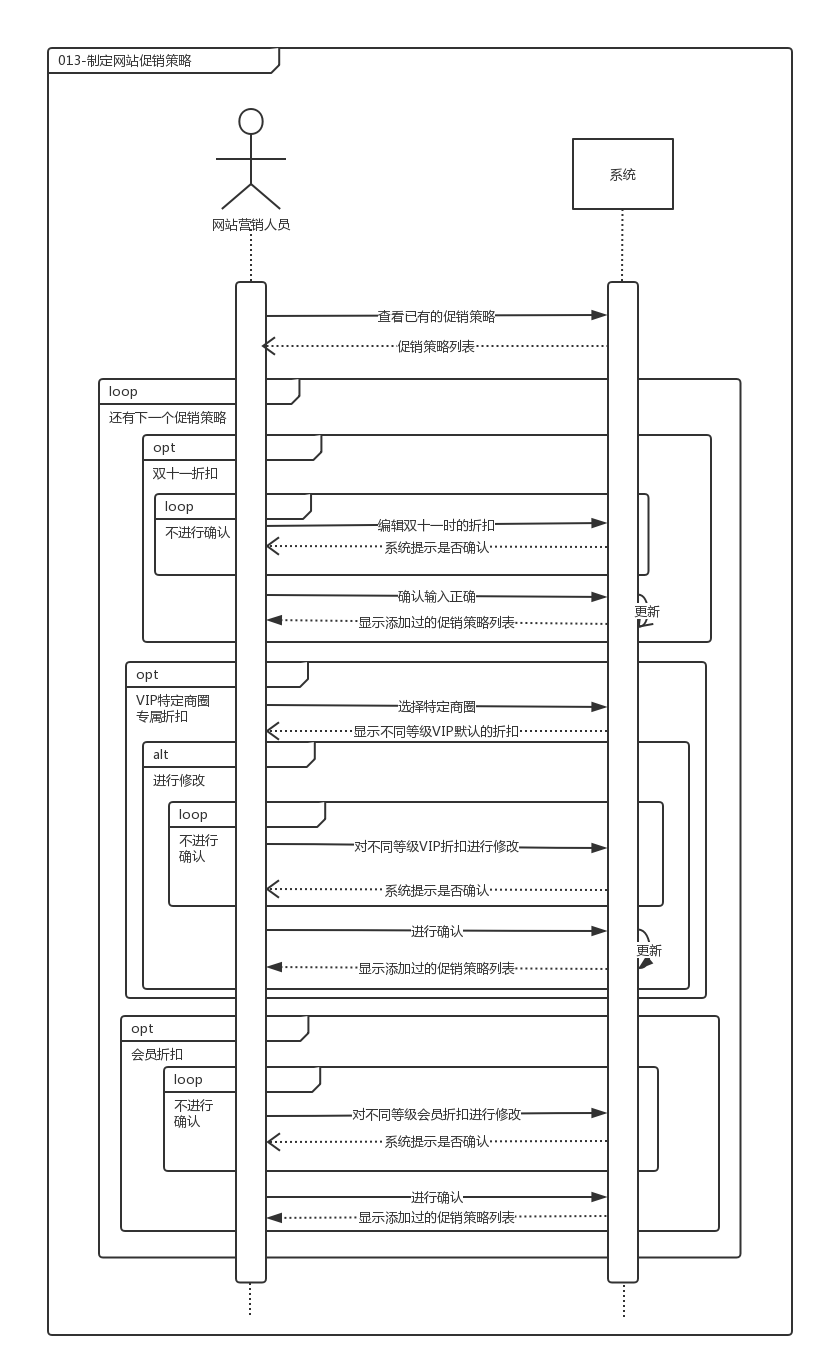 013-制定网站促销策略
系统
网站营销人员
查看已有的促销策略
促销策略列表
loop
还有下一个促销策略
opt
双十一折扣
loop
编辑双十一时的折扣
不进行确认
系统提示是否确认
确认输入正确
更新
显示添加过的促销策略列表
opt
VIP特定商圈
专属折扣
选择特定商圈
显示不同等级VIP默认的折扣
alt
进行修改
loop
不进行
确认
对不同等级VIP折扣进行修改
系统提示是否确认
进行确认
更新
显示添加过的促销策略列表
opt
会员折扣
loop
不进行
确认
对不同等级会员折扣进行修改
系统提示是否确认
进行确认
显示添加过的促销策略列表